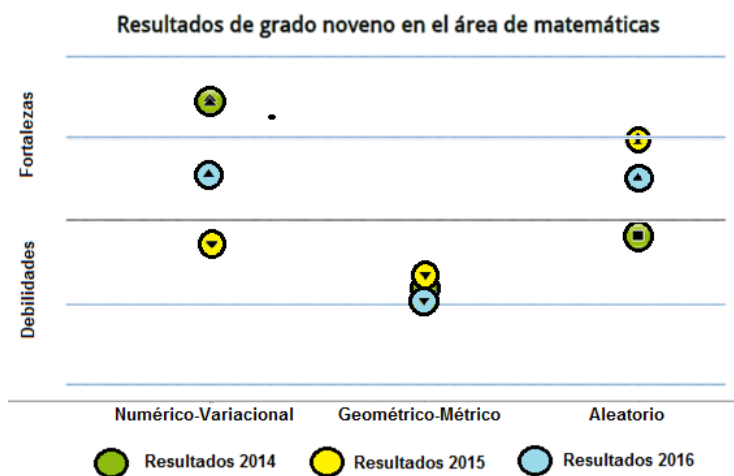 Resultados de grado noveno en el área de matemáticas
Fortalezas
Debilidades
Numérico-Variacional Geométrico-Métrico Aleatorio
Resultados 2014 Resultados 2015 Resultados 2016